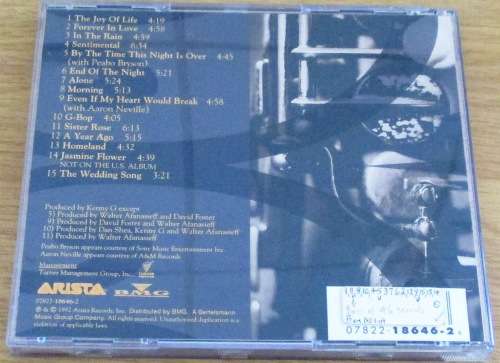 1 The Joy Of Life 4:19
2 Forever In Love 4:58
3 In The Rain 4:59
4 Sentimental 6:34
5 By The Time This Night Is Over 4:45
(with Peabo Bryson)
6 End Of The Night 5:21
7 Alone 5:24
8 Morning 5:13
9 Even If My Heart Would Break 4:58
(with Aaron Neville)
10 G-Bop 4:05
11 Sister Rose 6:13
12 A Year Ago 5:15
13 Homeland 4:32
14 Jasmine Flower 4:39
NOT ON THE U.S. ALBUM
15 The Wedding Song 3:21
Produced by Kenny G except
5) Produced by Walter Afanasieff and David Foster
9) Produced by David Foster and Walter Afanasieff
10) Produced by Dan Shea, Kenny G and Walter Afanasieff
11) Produced by Walter Afanasieff
Peabo Bryson appears courtesy of Sony Music Entertainment Inc.
Aaron Neville appears courtesy of A&M Records
Management
Turner Management Group, Inc.
ARISTA BMG
07822-18646-2
℗ & © 1992 Arista Records, Inc. Distributed by BMG. A Bertelsmann
Music Group Company. All rights reserved. Unauthorized duplication is a
violation of applicable laws.
07822 18646-2